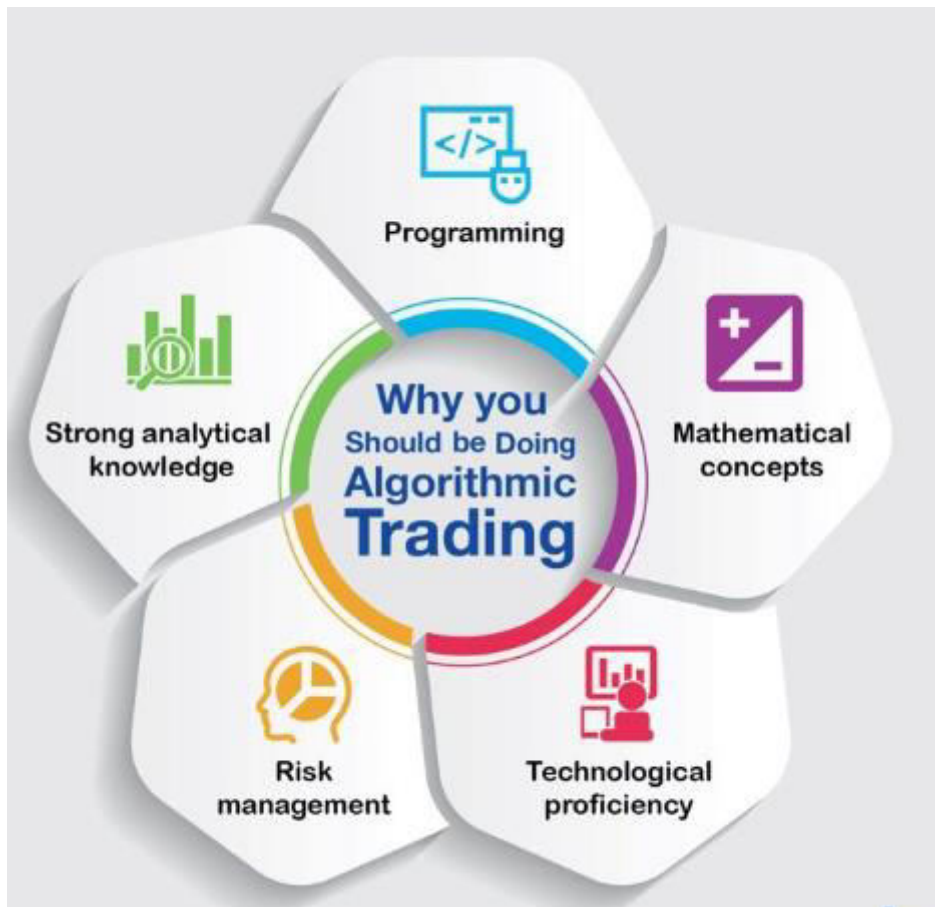 </>
Programming
Strong analytical
knowledge
Why you
Should be Doing
Algorithmic
Trading
Mathematical
concepts
Risk
management
Technological
proficiency